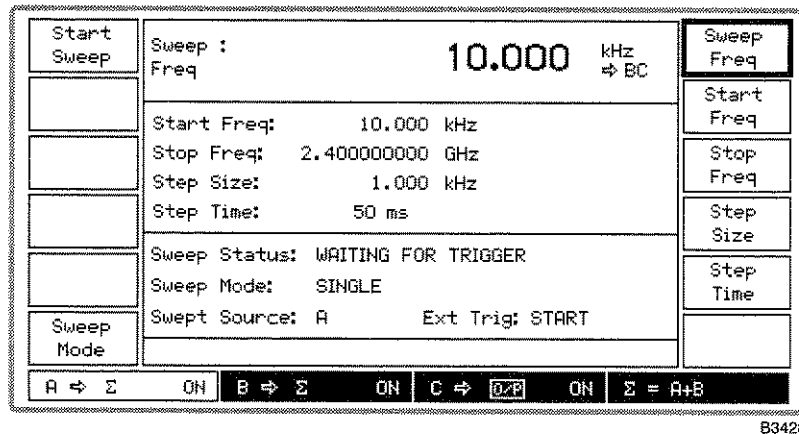 Start
Sweep
Sweep
Mode
Sweep :
Freq
10.000 kHz
⇨ BC
Start Freq: 10.000 kHz
Stop Freq: 2.400000000 GHz
Step Size: 1.000 kHz
Step Time: 50 ms
Sweep Status: WAITING FOR TRIGGER
Sweep Mode: SINGLE
Swept Source: A Ext Trig: START
Sweep
Freq
Start
Freq
Stop
Freq
Step
Size
Step
Time
A ⇨ Σ ON B ⇨ Σ ON C ⇨ O/P ON Σ = A+B
B3428